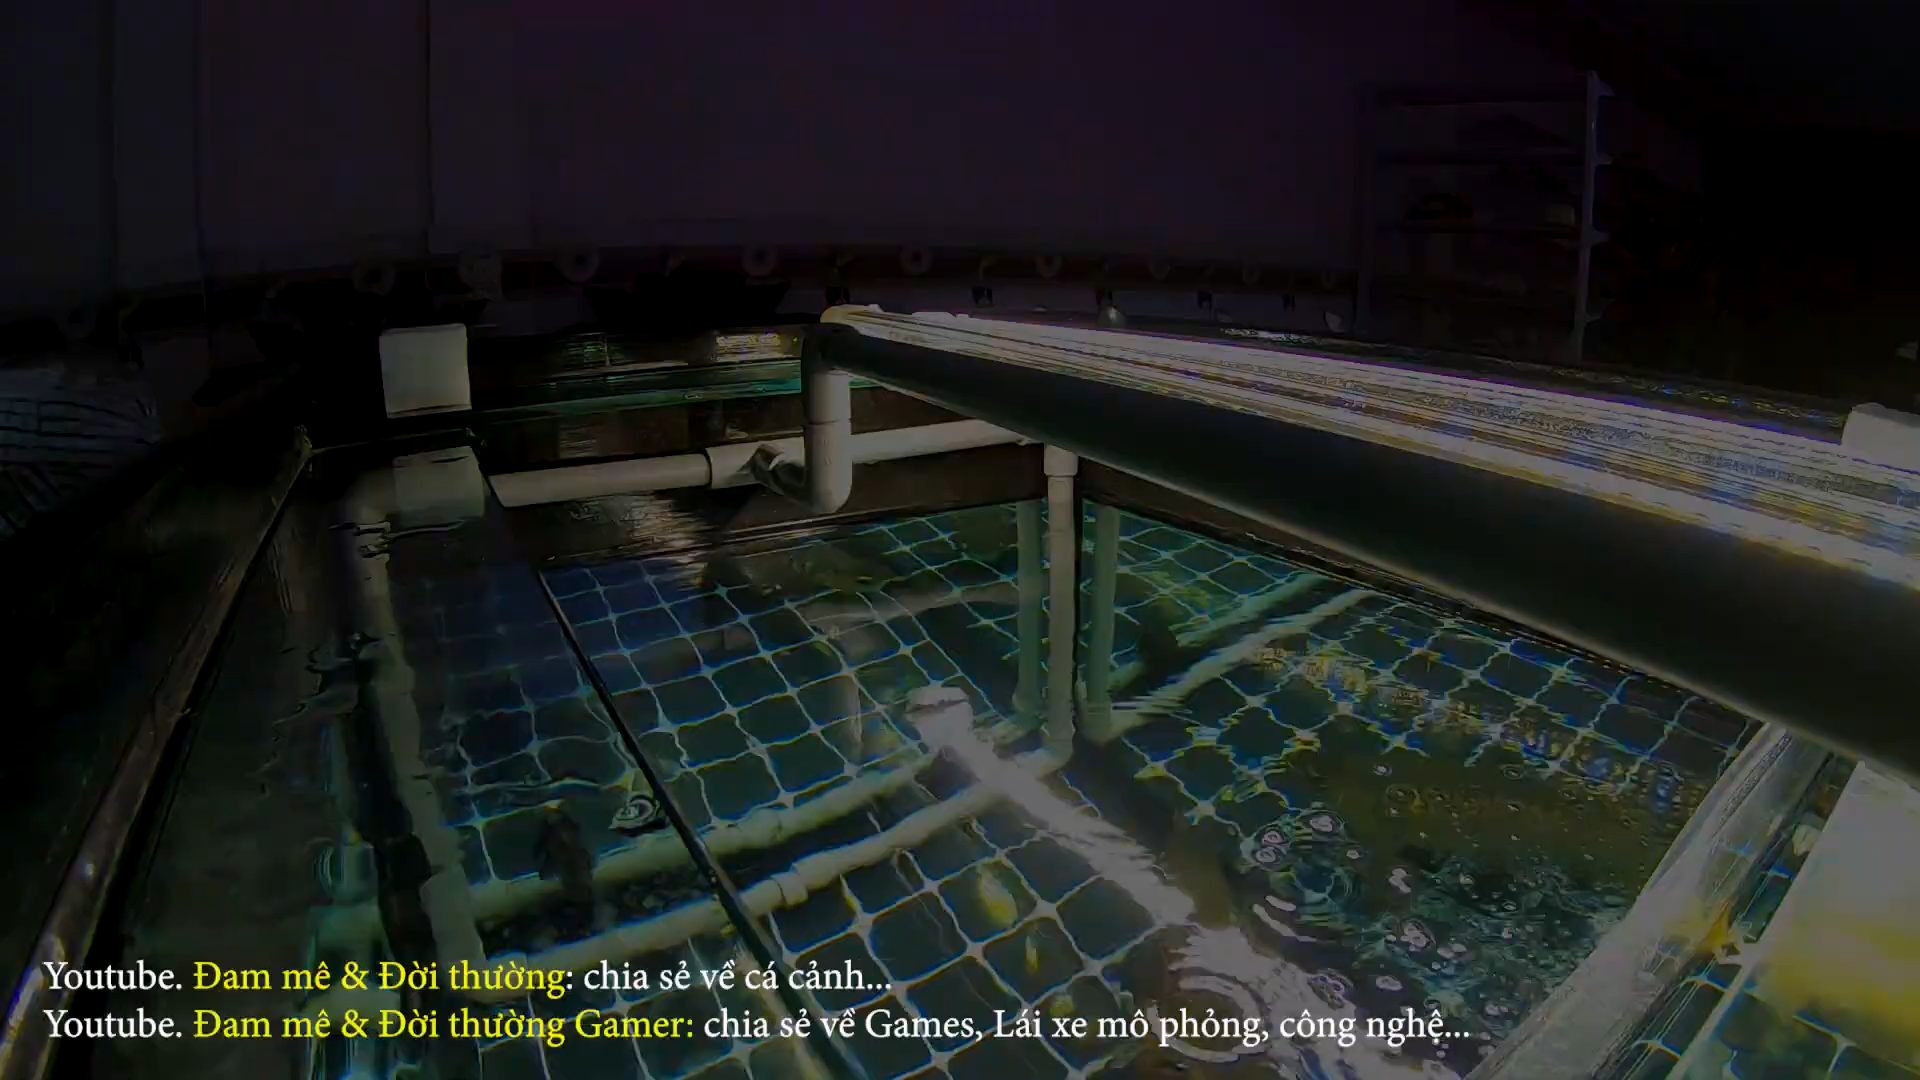 Youtube. Đam mê & Đời thường: chia sẻ về cá cảnh...
Youtube. Đam mê & Đời thường Gamer: chia sẻ về Games, Lái xe mô phỏng, công nghệ...